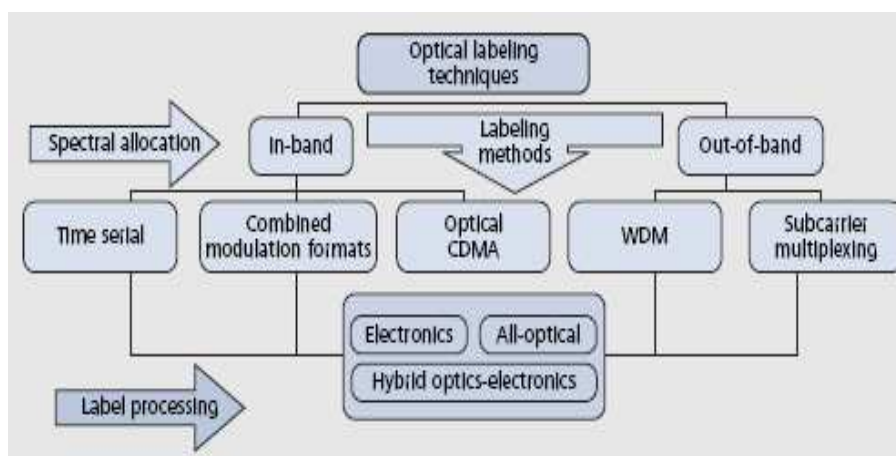 Optical labeling
techniques
Spectral allocation
In-band
Labeling
methods
Out-of-band
Time serial
Combined
modulation formats
Optical
CDMA
WDM
Subcarrier
multiplexing
Electronics
All-optical
Hybrid optics-electronics
Label processing